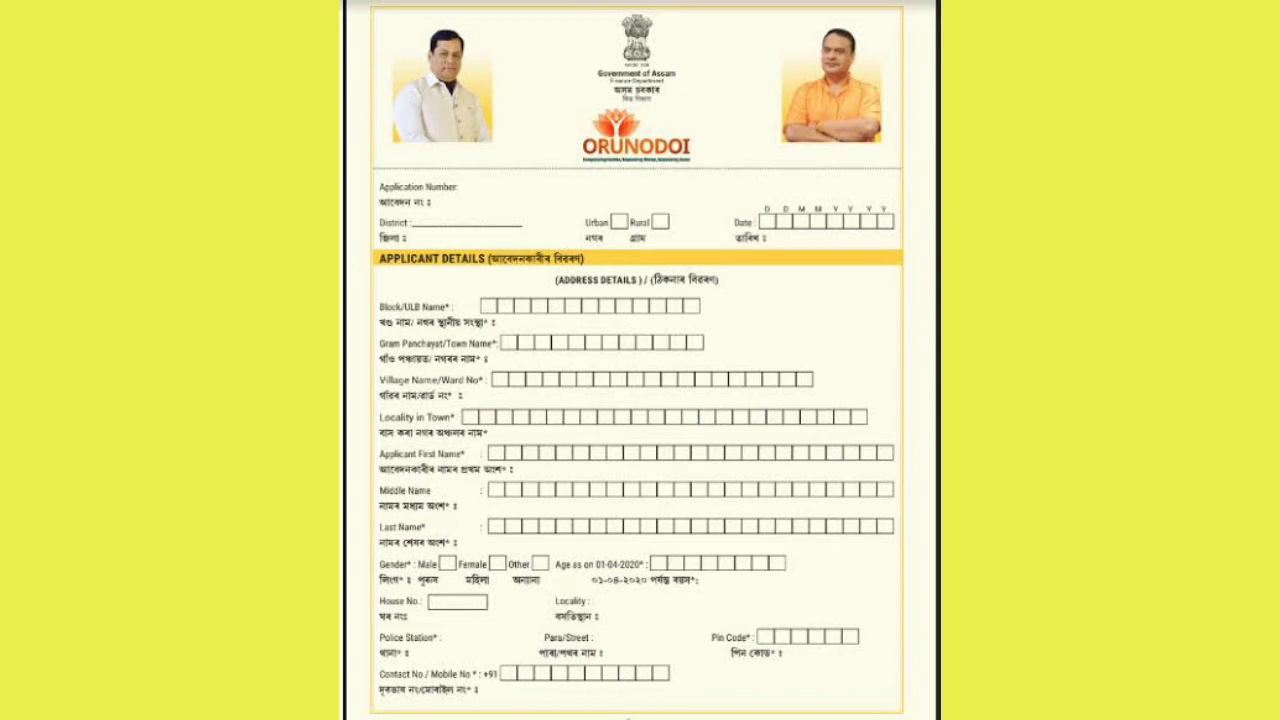 Government of Assam
Finance Department
অসম চৰকাৰ
বিত্ত বিভাগ
ORUNODOI
Application Number:
আবেদন নং ঃ
District :
Urban Rural
D D M M Y Y Y Y
Date :
জিলা ঃ
নগৰ গ্ৰাম
তাৰিখ ঃ
APPLICANT DETAILS (আবেদনকাৰীৰ বিৱৰণ)
(ADDRESS DETAILS ) / (ঠিকনাৰ বিৱৰণ)
Block/ULB Name* :
খণ্ড নাম/ নগৰ স্থানীয় সংস্থা* ঃ
Gram Panchayst/Town Name*:
গাঁও পঞ্চায়ত/ নগৰৰ নাম* ঃ
Village Name/Ward No* :
গাঁৱৰ নাম/ৱাৰ্ড নং* ঃ
Locality in Town*
বাস কৰা নগৰ অঞ্চলৰ নাম*
Applicant First Name* :
আবেদনকাৰীৰ নামৰ প্ৰথম অংশ* ঃ
Middle Name :
নামৰ মধ্যম অংশ* ঃ
Last Name* :
নামৰ শেষৰ অংশ* ঃ
Gender* : Male Female Other Age as on 01-04-2020* :
লিংগ* ঃ পুৰুষ মহিলা অন্যান্য ০১-০৪-২০২০ পৰ্যন্ত বয়স*:
House No.: Locality :
ঘৰ নংঃ বসতিস্থান ঃ
Police Station* : Para/Street : Pin Code* :
থানা* ঃ পাৰা/পথৰ নাম ঃ পিন কোড* ঃ
Contact No / Mobile No * : +91
দূৰভাষ নং/মোবাইল নং* ঃ